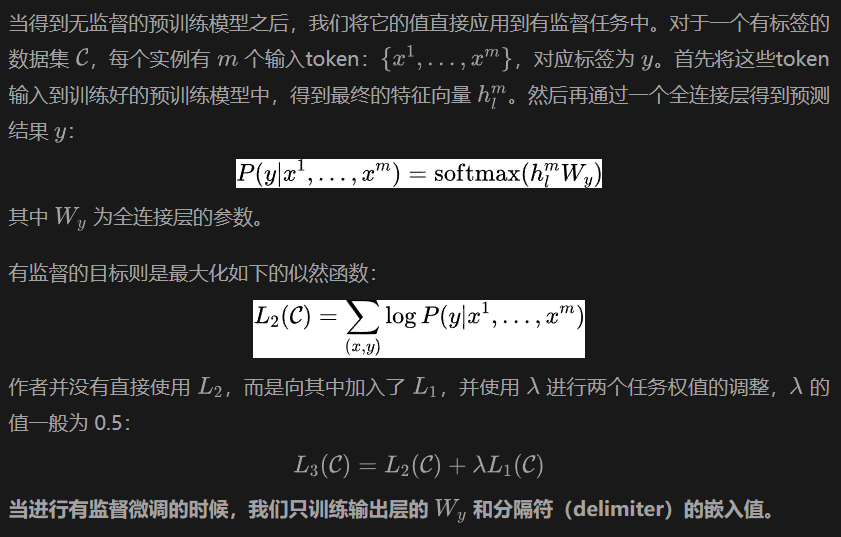 当得到无监督的预训练模型之后，我们将它的值直接应用到有监督任务中。对于一个有标签的
数据集 $\mathcal{C}$，每个实例有 $m$ 个输入token：$\{x^1, \ldots, x^m\}$，对应标签为 $y$。首先将这些token
输入到训练好的预训练模型中，得到最终的特征向量 $h_l^m$。然后再通过一个全连接层得到预测
结果 $y$：
$P(y|x^1, \ldots, x^m) = \text{softmax}(h_l^m W_y)$
其中 $W_y$ 为全连接层的参数。
有监督的目标则是最大化如下的似然函数：
$L_2(\mathcal{C}) = \sum_{(x,y)} \log P(y|x^1, \ldots, x^m)$
作者并没有直接使用 $L_2$，而是向其中加入了 $L_1$，并使用 $\lambda$ 进行两个任务权值的调整，$\lambda$ 的
值一般为 0.5：
$L_3(\mathcal{C}) = L_2(\mathcal{C}) + \lambda L_1(\mathcal{C})$
当进行有监督微调的时候，我们只训练输出层的 $W_y$ 和分隔符（delimiter）的嵌入值。